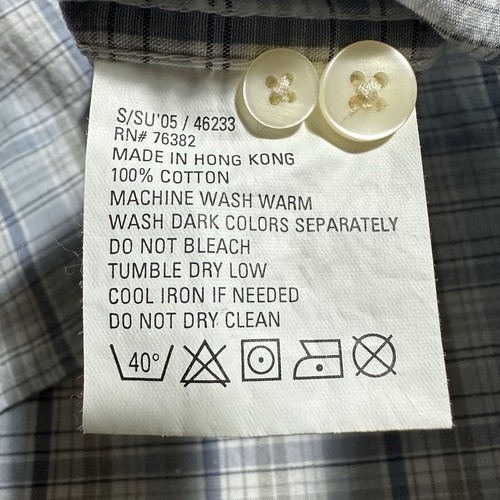 S/SU'05 / 46233
RN# 76382
MADE IN HONG KONG
100% COTTON
MACHINE WASH WARM
WASH DARK COLORS SEPARATELY
DO NOT BLEACH
TUMBLE DRY LOW
COOL IRON IF NEEDED
DO NOT DRY CLEAN
40°